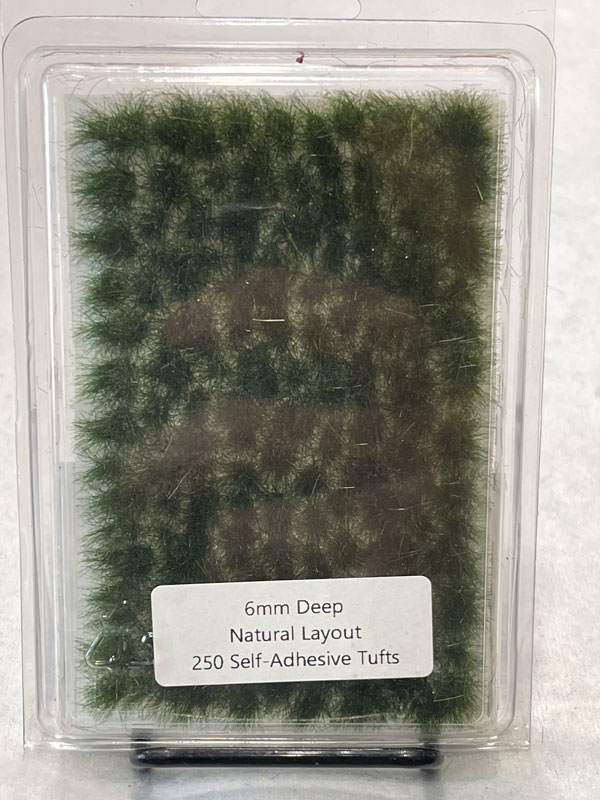 6mm Deep
Natural Layout
250 Self-Adhesive Tufts